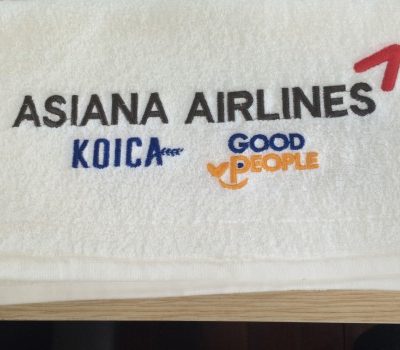 ASIANA AIRLINES
KOICA GOOD
PEOPLE